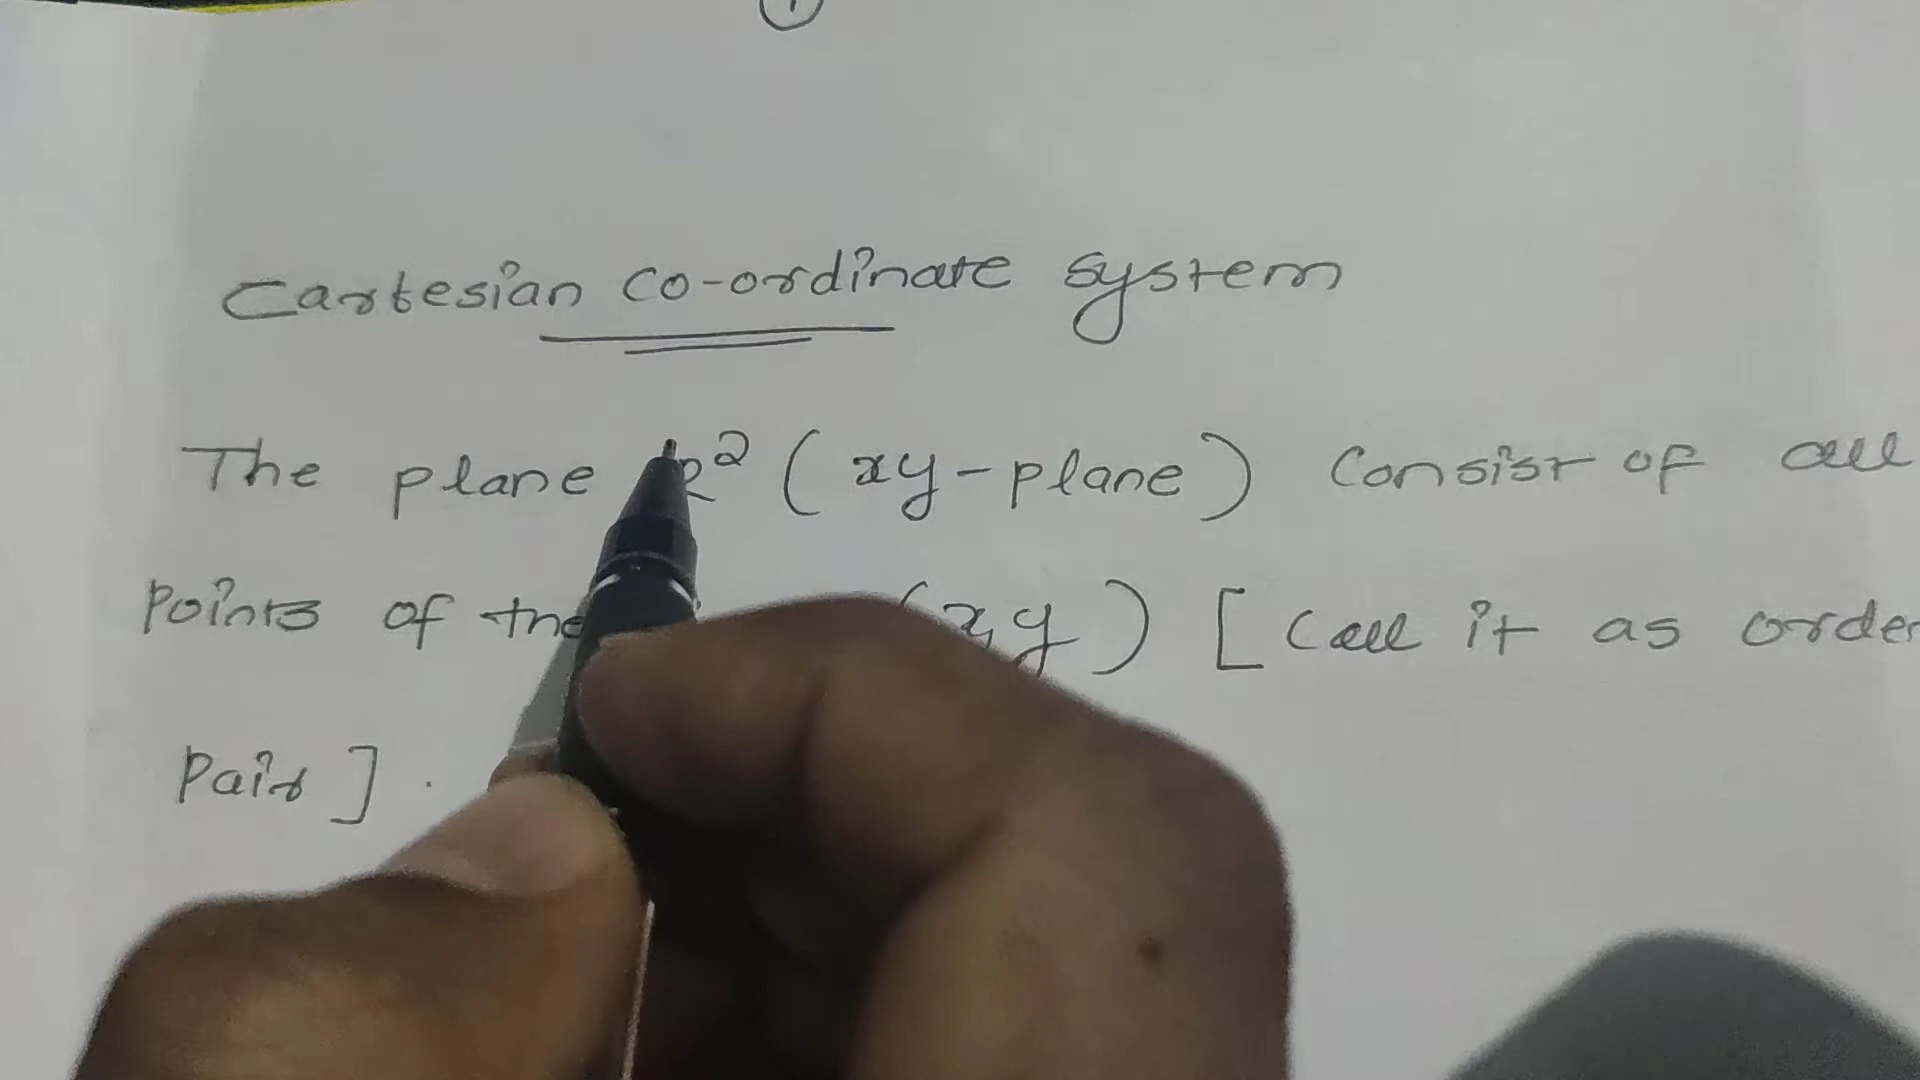 1
Cartesian co-ordinate system
The plane R² (xy-plane) Consist of all
Points of the (x, y) [Call it as order
Pair].